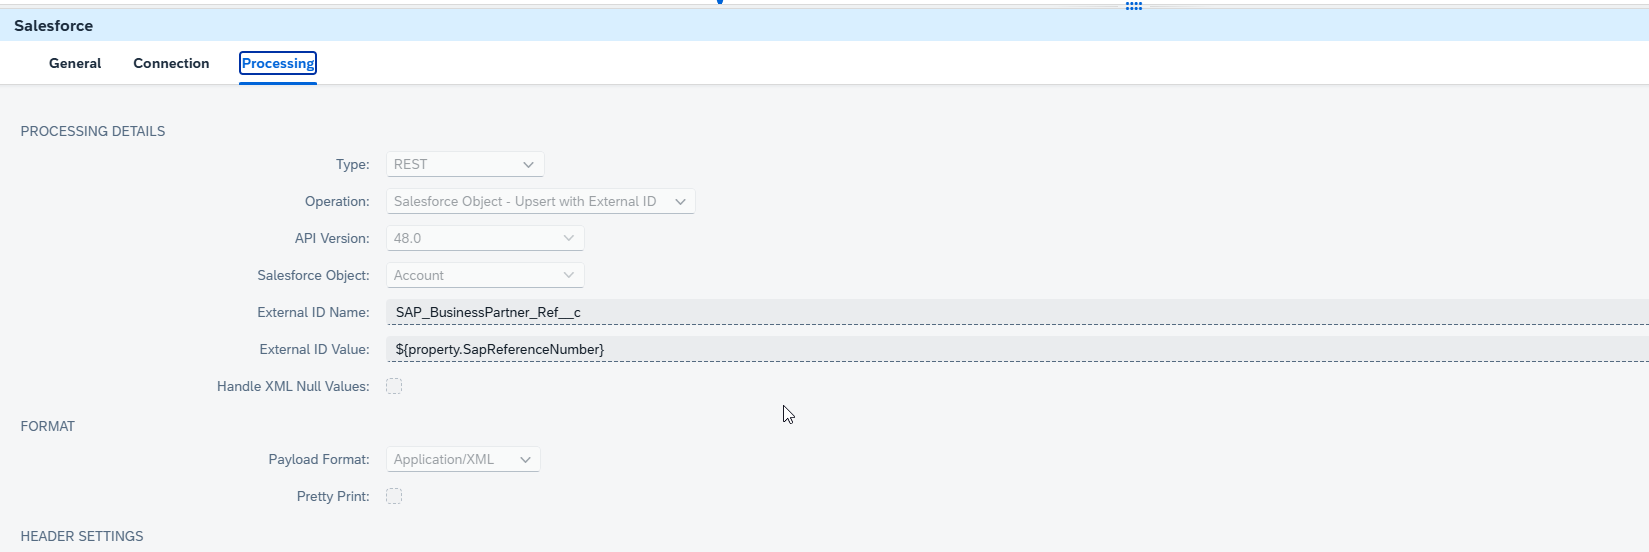 Salesforce
General Connection Processing
PROCESSING DETAILS
Type: REST
Operation: Salesforce Object - Upsert with External ID
API Version: 48.0
Salesforce Object: Account
External ID Name: SAP_BusinessPartner_Ref__c
External ID Value: ${property.SapReferenceNumber}
Handle XML Null Values:
FORMAT
Payload Format: Application/XML
Pretty Print:
HEADER SETTINGS